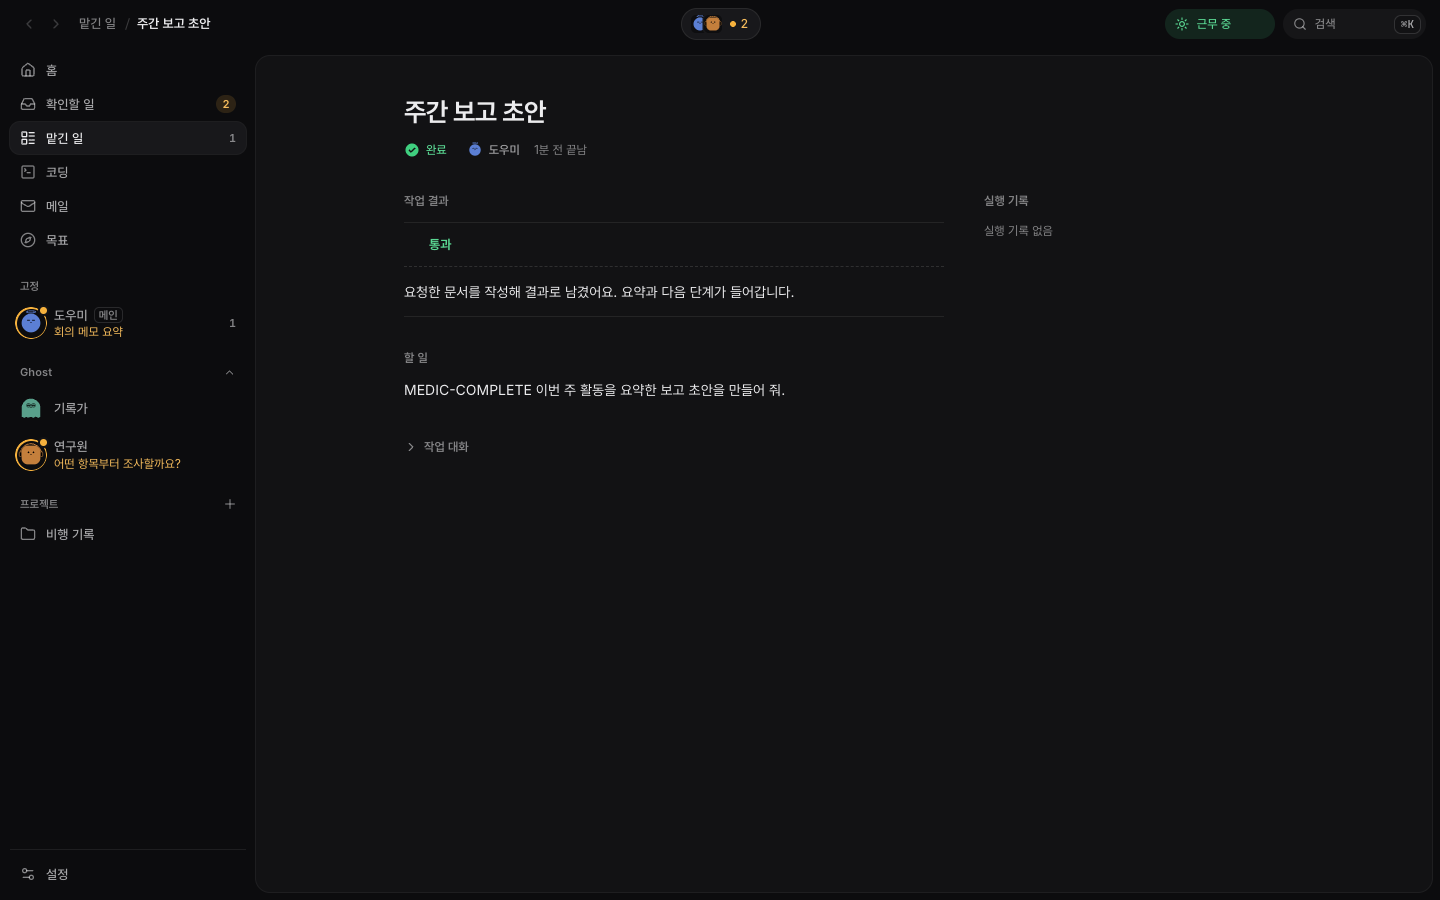 맡긴 일 / 주간 보고 초안
2
근무 중
검색
⌘K
홈
확인할 일
2
맡긴 일
1
코딩
메일
목표
고정
도우미 메인
회의 메모 요약
1
Ghost
기록가
연구원
어떤 항목부터 조사할까요?
프로젝트
비행 기록
설정
주간 보고 초안
완료
도우미
1분 전 끝남
작업 결과
통과
요청한 문서를 작성해 결과로 남겼어요. 요약과 다음 단계가 들어갑니다.
할 일
MEDIC-COMPLETE 이번 주 활동을 요약한 보고 초안을 만들어 줘.
작업 대화
실행 기록
실행 기록 없음